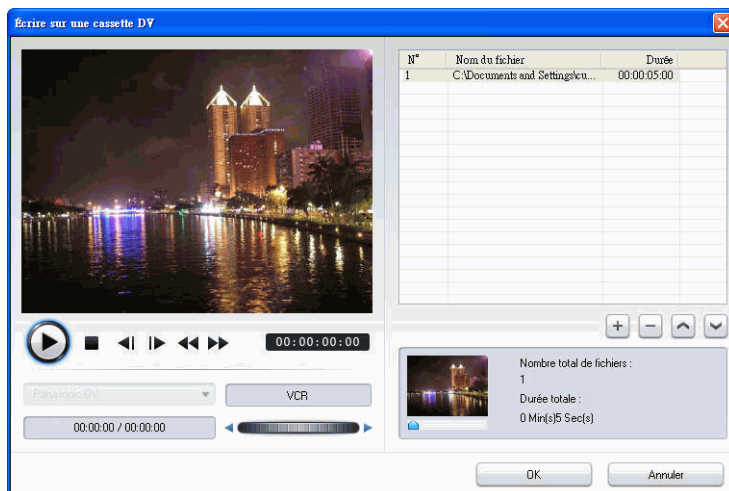 Écrire sur une cassette DV
N° Nom du fichier Durée
1 C:\Documents and Settings\cu... 00:00:05:00
00:00:00:00
Nombre total de fichiers :
1
Durée totale :
0 Min(s)5 Sec(s)
Panasonic DV
VCR
00:00:00 / 00:00:00
OK
Annuler